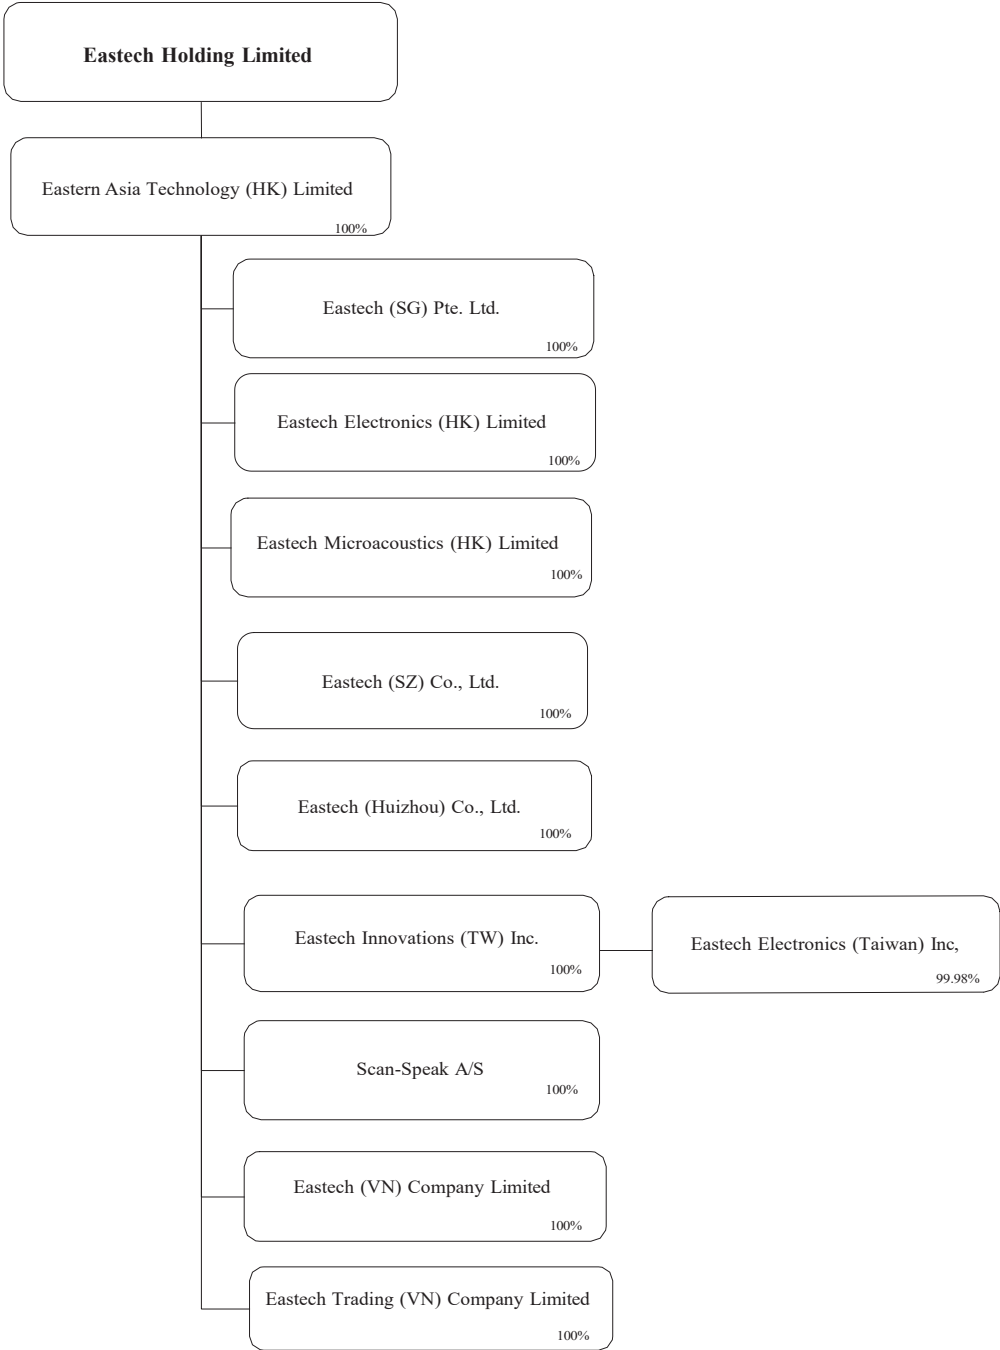 Eastech Holding Limited
Eastern Asia Technology (HK) Limited
100%
Eastech (SG) Pte. Ltd.
100%
Eastech Electronics (HK) Limited
100%
Eastech Microacoustics (HK) Limited
100%
Eastech (SZ) Co., Ltd.
100%
Eastech (Huizhou) Co., Ltd.
100%
Eastech Innovations (TW) Inc.
100%
Eastech Electronics (Taiwan) Inc,
99.98%
Scan-Speak A/S
100%
Eastech (VN) Company Limited
100%
Eastech Trading (VN) Company Limited
100%